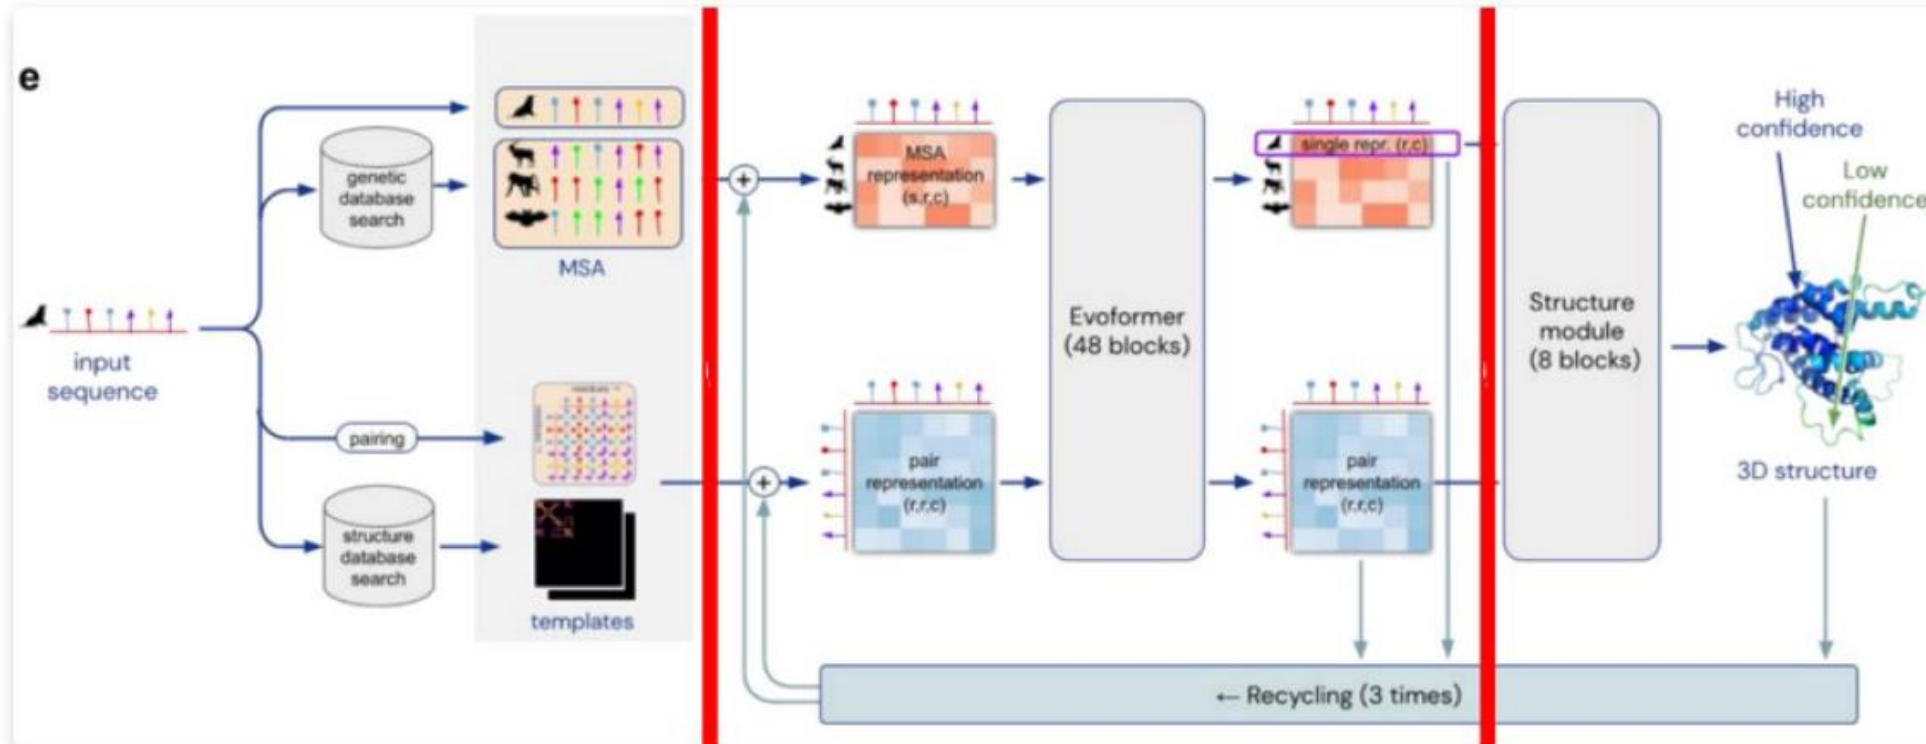 e
input
sequence
genetic
database
search
pairing
structure
database
search
MSA
templates
MSA
representation
(s,r,c)
pair
representation
(r,r,c)
Evoformer
(48 blocks)
single repr. (r,c)
pair
representation
(r,r,c)
Structure
module
(8 blocks)
High
confidence
Low
confidence
3D structure
← Recycling (3 times)